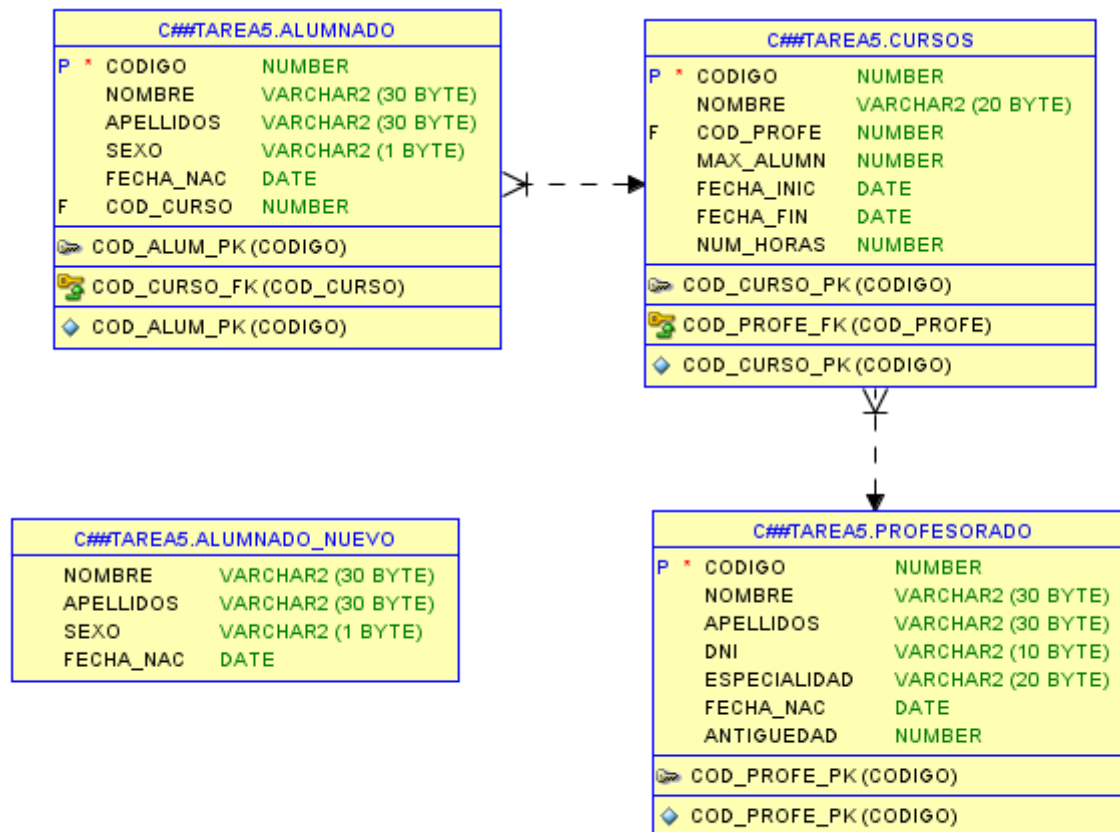 C##TAREA5.ALUMNADO
P * CODIGO NUMBER
NOMBRE VARCHAR2 (30 BYTE)
APELLIDOS VARCHAR2 (30 BYTE)
SEXO VARCHAR2 (1 BYTE)
FECHA_NAC DATE
F COD_CURSO NUMBER
COD_ALUM_PK (CODIGO)
COD_CURSO_FK (COD_CURSO)
COD_ALUM_PK (CODIGO)
C##TAREA5.CURSOS
P * CODIGO NUMBER
NOMBRE VARCHAR2 (20 BYTE)
F COD_PROFE NUMBER
MAX_ALUMN NUMBER
FECHA_INIC DATE
FECHA_FIN DATE
NUM_HORAS NUMBER
COD_CURSO_PK (CODIGO)
COD_PROFE_FK (COD_PROFE)
COD_CURSO_PK (CODIGO)
C##TAREA5.ALUMNADO_NUEVO
NOMBRE VARCHAR2 (30 BYTE)
APELLIDOS VARCHAR2 (30 BYTE)
SEXO VARCHAR2 (1 BYTE)
FECHA_NAC DATE
C##TAREA5.PROFESORADO
P * CODIGO NUMBER
NOMBRE VARCHAR2 (30 BYTE)
APELLIDOS VARCHAR2 (30 BYTE)
DNI VARCHAR2 (10 BYTE)
ESPECIALIDAD VARCHAR2 (20 BYTE)
FECHA_NAC DATE
ANTIGUEDAD NUMBER
COD_PROFE_PK (CODIGO)
COD_PROFE_PK (CODIGO)